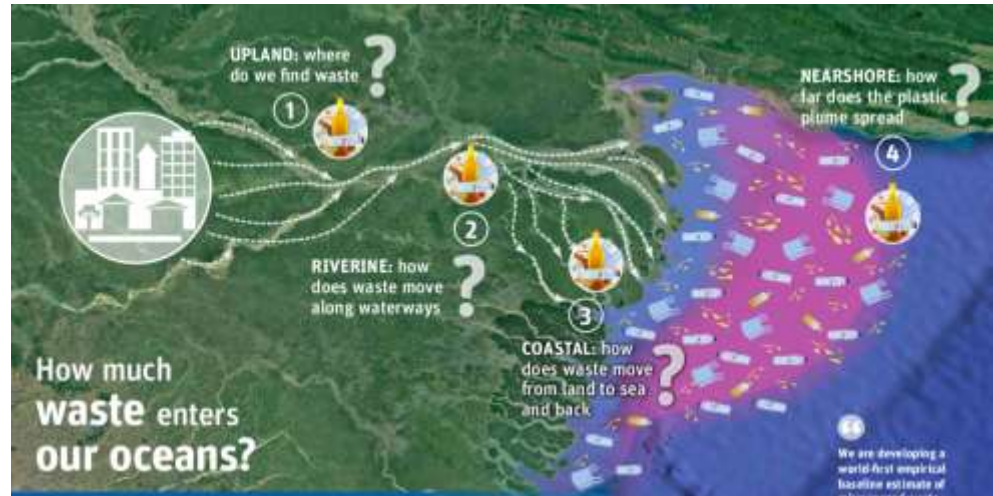 UPLAND: where
do we find waste
?
1
NEARSHORE: how
far does the plastic
plume spread
?
4
2
RIVERINE: how
does waste move
along waterways
?
3
COASTAL: how
does waste move
from land to sea
and back
?
How much
waste enters
our oceans?
We are developing a
world-first empirical
baseline estimate of